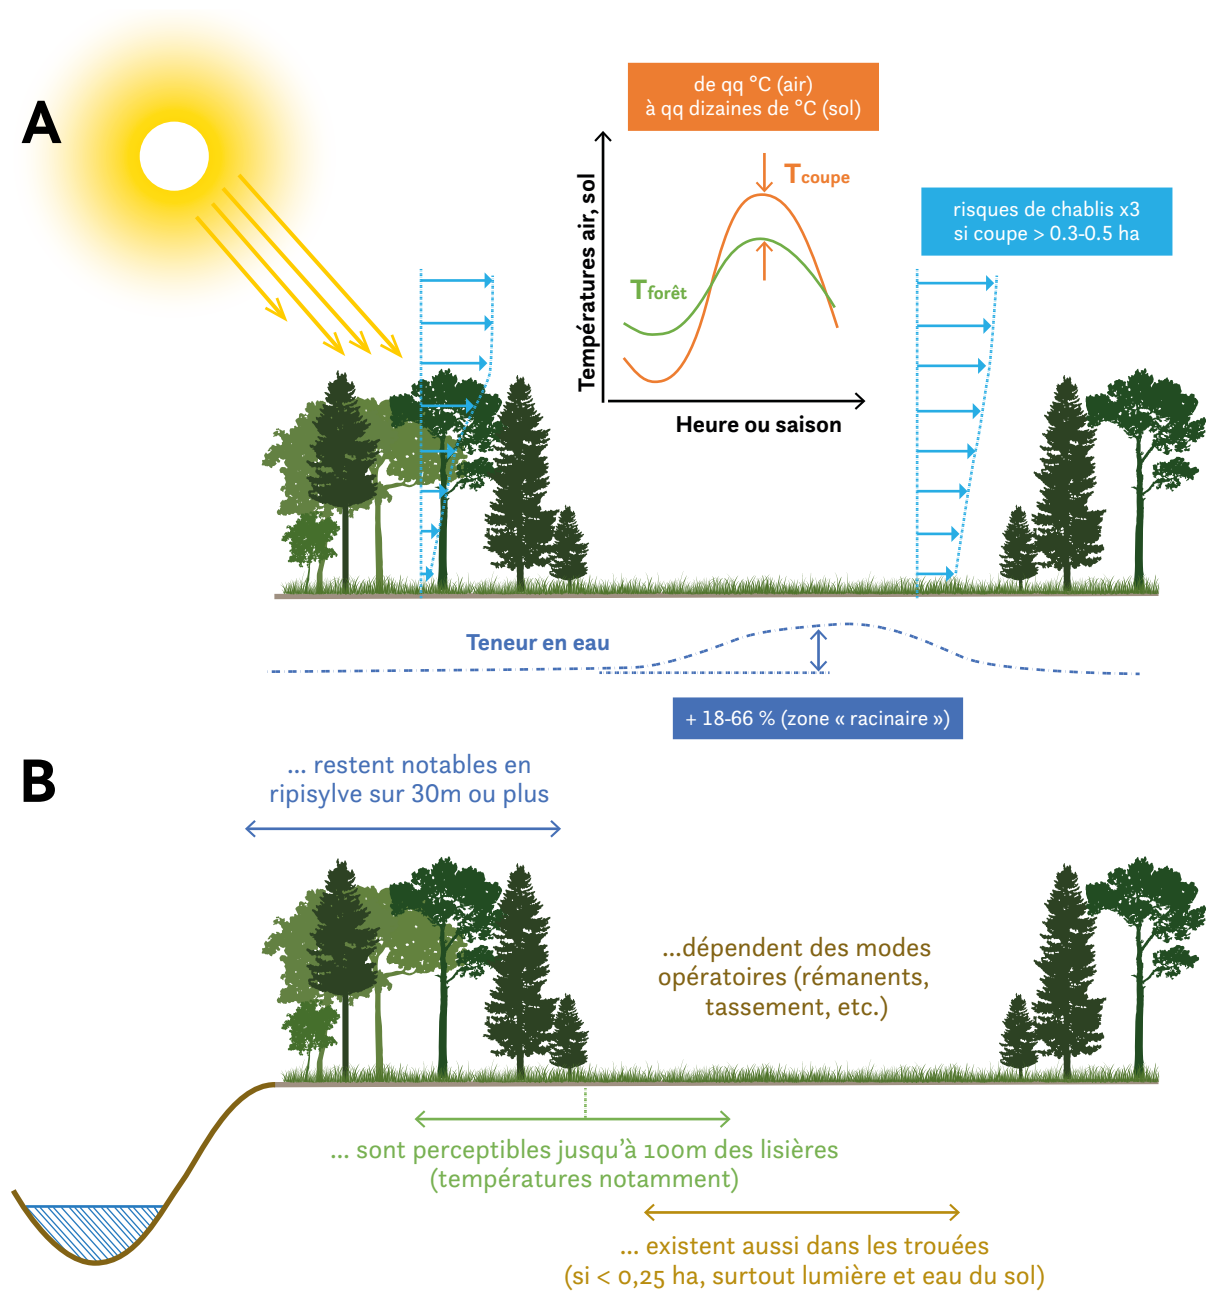 A
de qq °C (air)
à qq dizaines de °C (sol)
Tcoupe
Tforêt
Températures air, sol
Heure ou saison
risques de chablis x3
si coupe > 0.3-0.5 ha
Teneur en eau
+ 18-66 % (zone « racinaire »)
B
... restent notables en
ripisylve sur 30m ou plus
...dépendent des modes
opératoires (rémanents,
tassement, etc.)
... sont perceptibles jusqu'à 100m des lisières
(températures notamment)
... existent aussi dans les trouées
(si < 0,25 ha, surtout lumière et eau du sol)